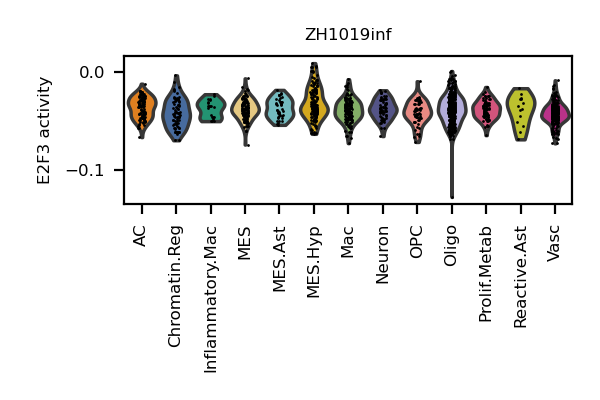 ZH1019inf
E2F3 activity
0.0
−0.1
AC
Chromatin.Reg
Inflammatory.Mac
MES
MES.Ast
MES.Hyp
Mac
Neuron
OPC
Oligo
Prolif.Metab
Reactive.Ast
Vasc